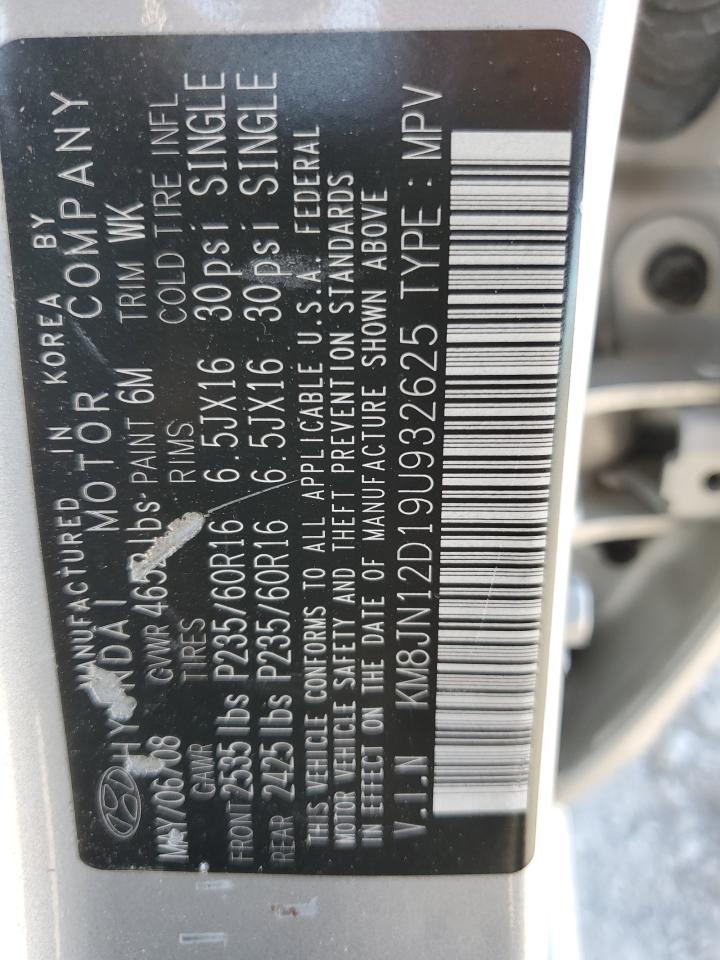 MANUFACTURED IN KOREA BY
HYUNDAI MOTOR COMPANY
MAY/06/08 GVWR 4652lbs PAINT 6M TRIM WK
GAWR TIRES RIMS COLD TIRE INFL
FRONT 2535 lbs P235/60R16 6.5JX16 30psi SINGLE
REAR 2425 lbs P235/60R16 6.5JX16 30psi SINGLE
THIS VEHICLE CONFORMS TO ALL APPLICABLE U.S.A. FEDERAL
MOTOR VEHICLE SAFETY AND THEFT PREVENTION STANDARDS
IN EFFECT ON THE DATE OF MANUFACTURE SHOWN ABOVE
V.I.N KM8JN12D19U932625 TYPE : MPV